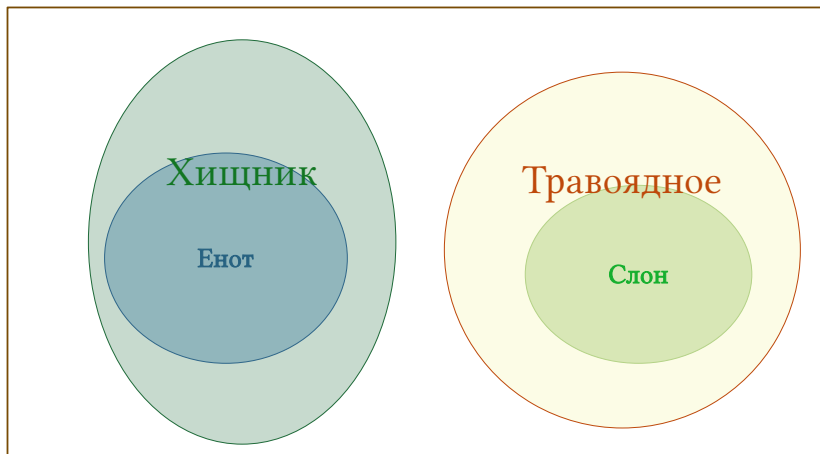 Хищник
Травоядное
Енот
Слон